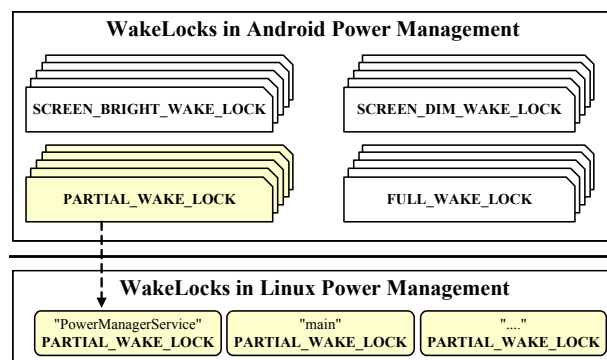 WakeLocks in Android Power Management
SCREEN_BRIGHT_WAKE_LOCK
SCREEN_DIM_WAKE_LOCK
PARTIAL_WAKE_LOCK
FULL_WAKE_LOCK
WakeLocks in Linux Power Management
"PowerManagerService"
PARTIAL_WAKE_LOCK
"main"
PARTIAL_WAKE_LOCK
"...."
PARTIAL_WAKE_LOCK